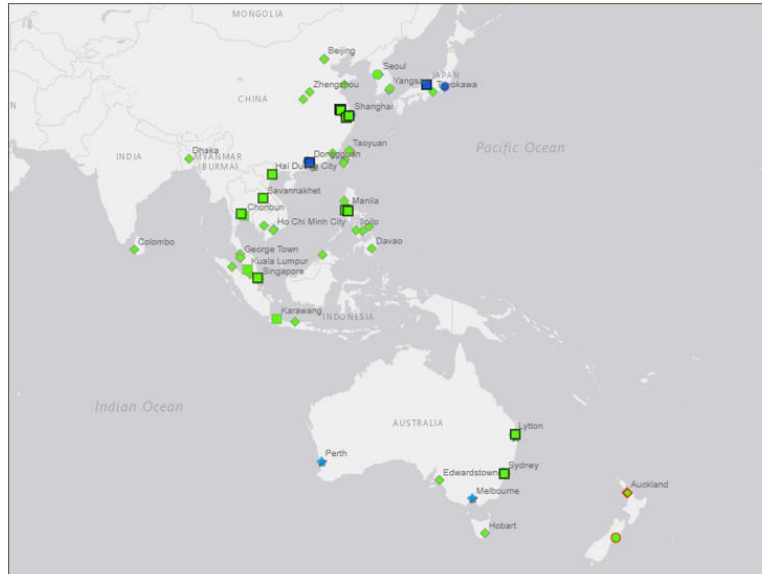 MONGOLIA
Beijing
Seoul
JAPAN
Zhengzhou
CHINA
Shanghai
Taoyuan
Pacific Ocean
Dhaka
INDIA
MYANMAR
(BURMA)
Dongguan
Hai Duong City
Savannakhet
Manila
Chonburi
Ho Chi Minh City
Iloilo
Davao
Colombo
George Town
Kuala Lumpur
Singapore
Karawang
INDONESIA
Indian Ocean
AUSTRALIA
Lytton
Perth
Edwardstown
Sydney
Melbourne
Auckland
Hobart